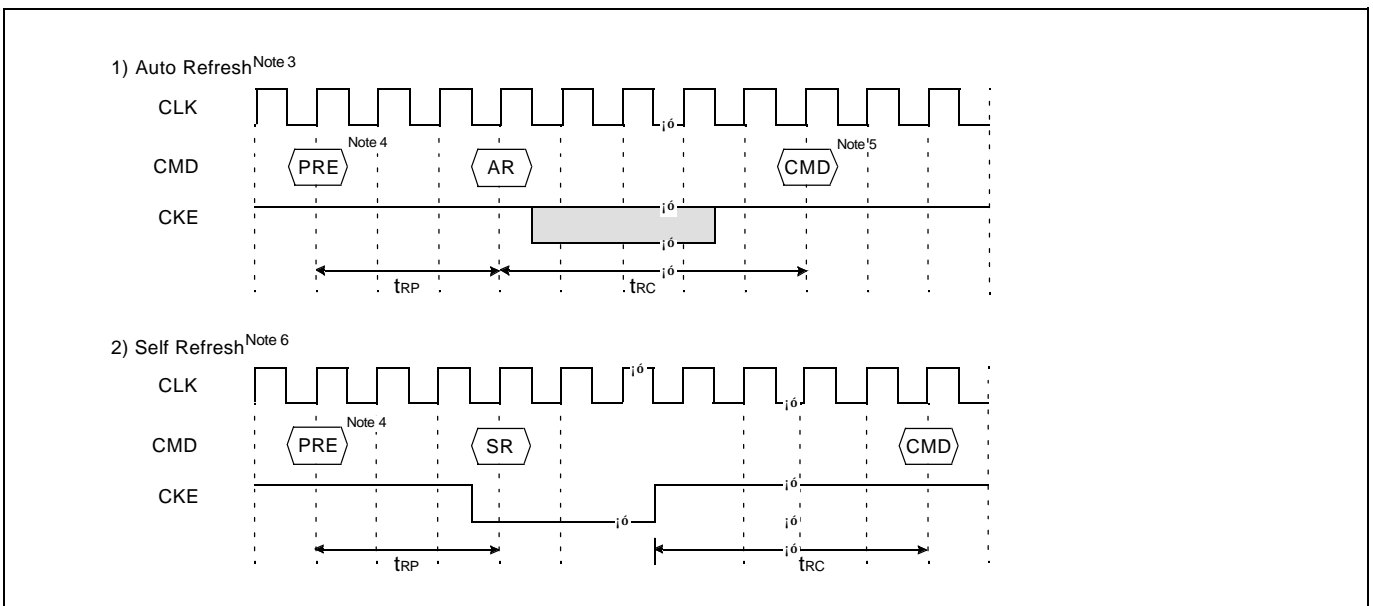 1) Auto Refresh Note 3
CLK
¡ó
CMD
PRE
Note 4
AR
CMD
Note 5
CKE
¡ó
¡ó
¡ó
tRP
tRC
2) Self Refresh Note 6
CLK
¡ó
¡ó
CMD
PRE
Note 4
SR
CMD
CKE
¡ó
¡ó
¡ó
¡ó
tRP
tRC